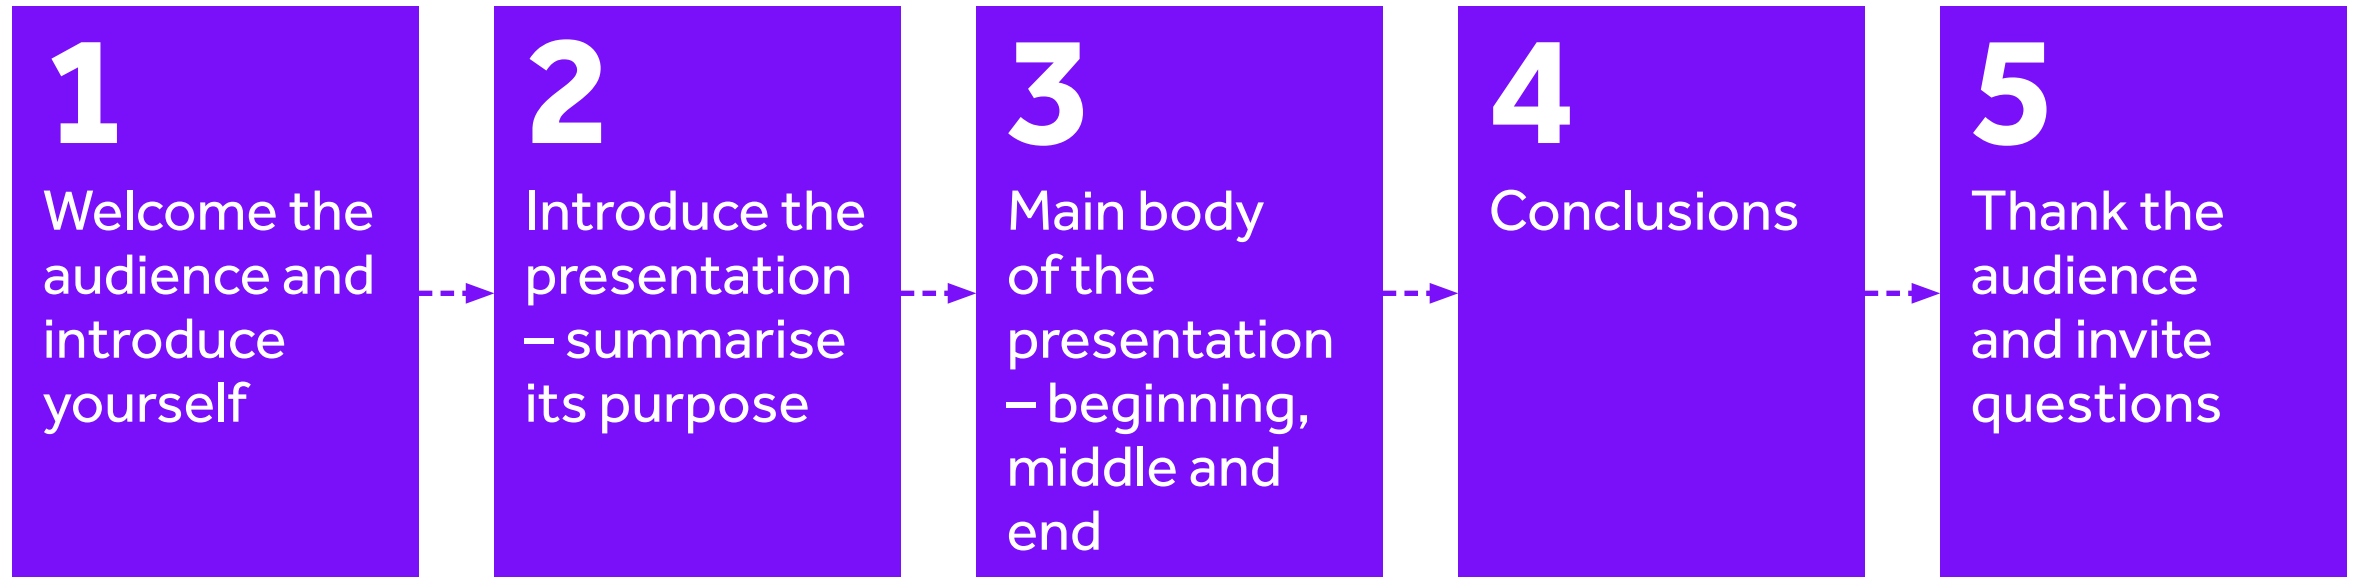 1
Welcome the
audience and
introduce
yourself
2
Introduce the
presentation
– summarise
its purpose
3
Main body
of the
presentation
– beginning,
middle and
end
4
Conclusions
5
Thank the
audience
and invite
questions